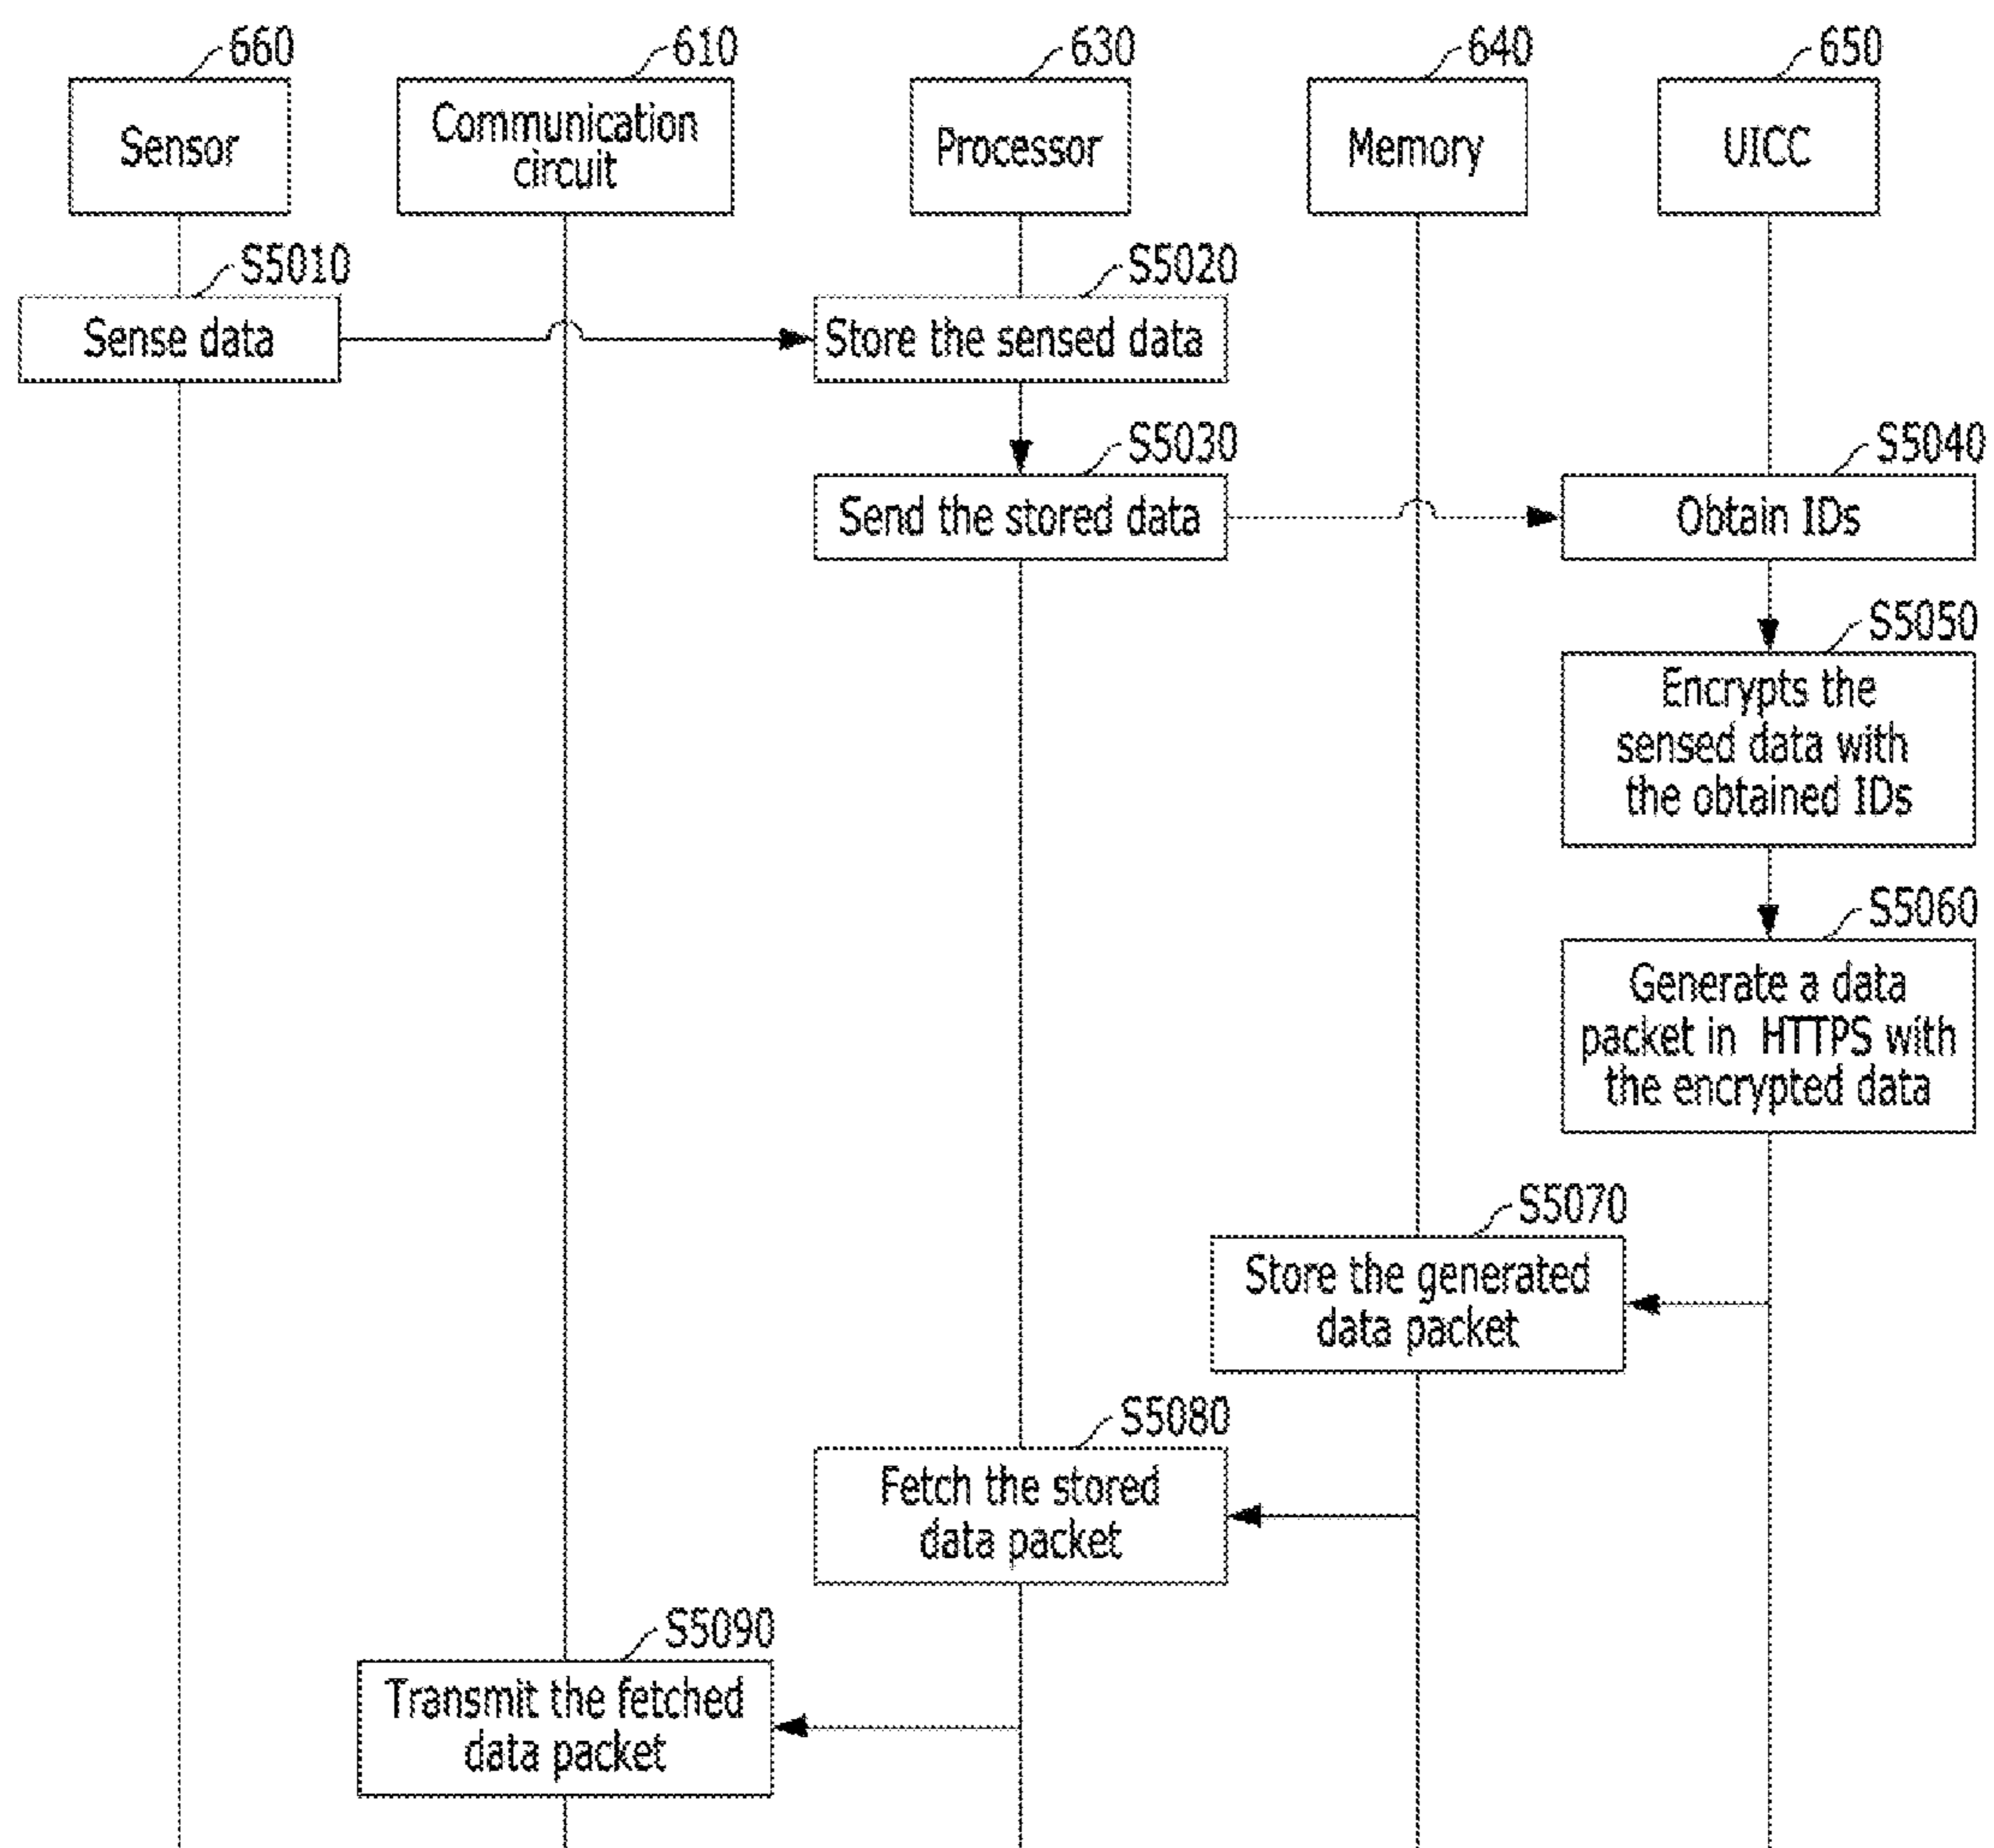 660
610
630
640
650
Sensor
Communication
circuit
Processor
Memory
UICC
S5010
S5020
Sense data
Store the sensed data
S5030
S5040
Send the stored data
Obtain IDs
S5050
Encrypts the
sensed data with
the obtained IDs
S5060
Generate a data
packet in HTTPS with
the encrypted data
S5070
Store the generated
data packet
S5080
Fetch the stored
data packet
S5090
Transmit the fetched
data packet